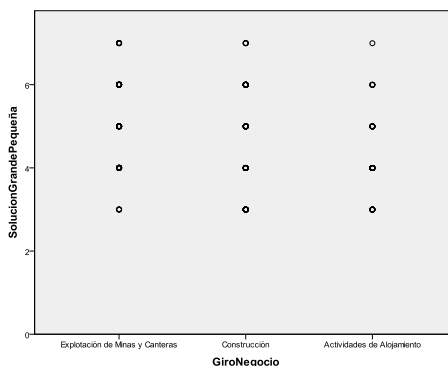 SolucionGrandePequeña
6
4
2
0
Explotación de Minas y Canteras
Construcción
Actividades de Alojamiento
GiroNegocio